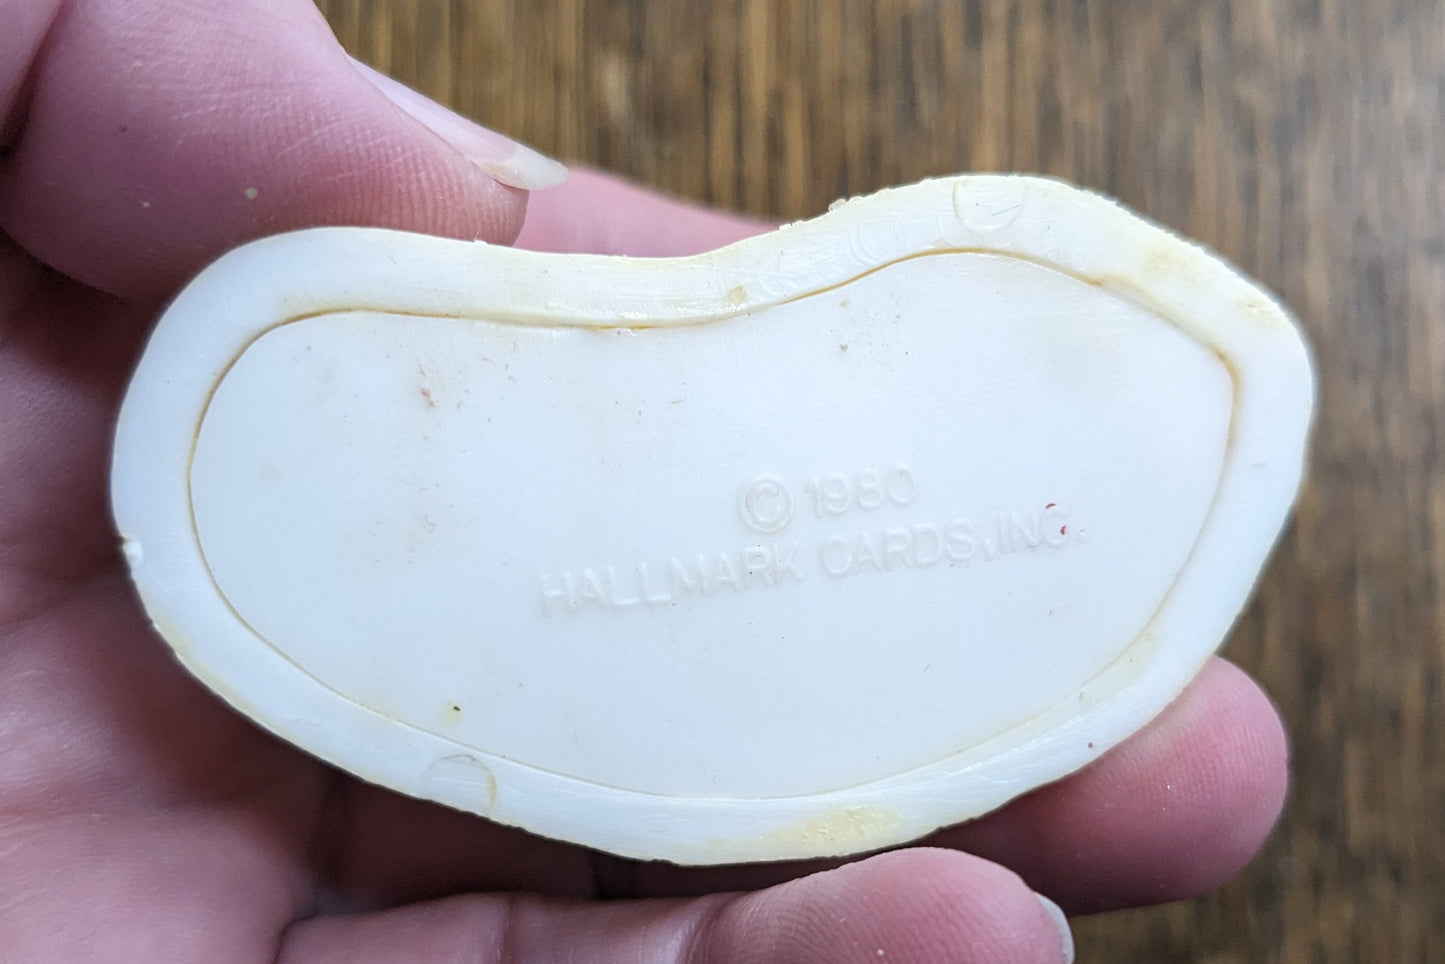 © 1980
HALLMARK CARDS, INC.